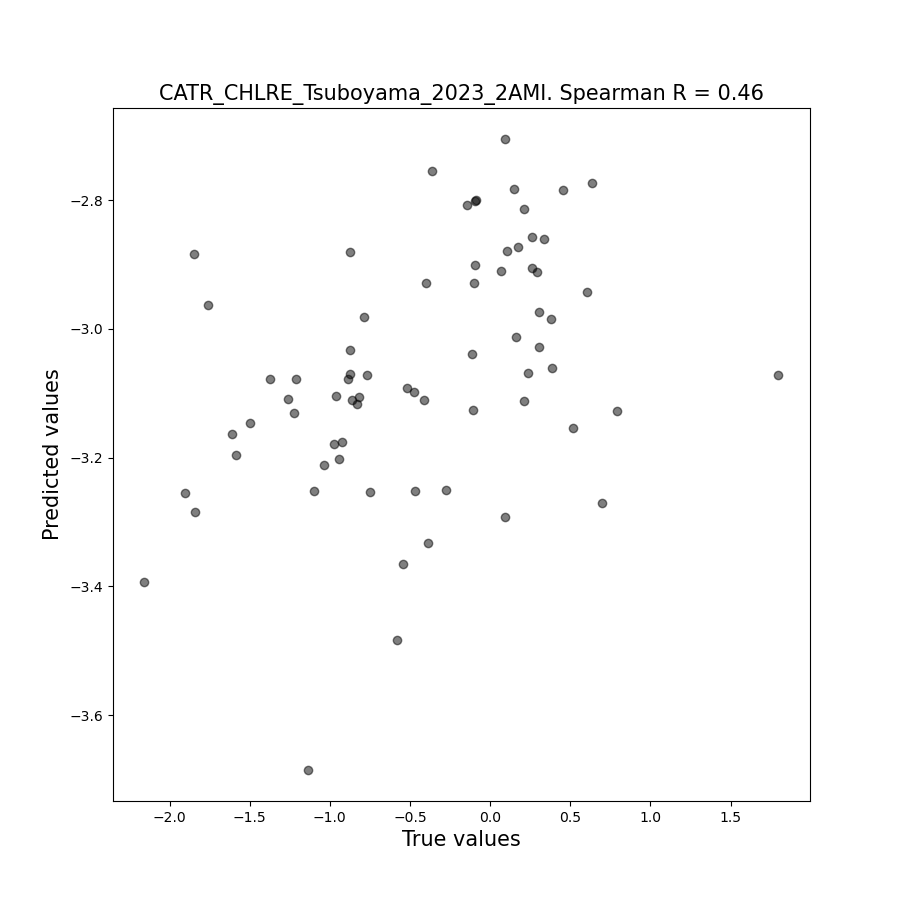 CATR_CHLRE_Tsuboyama_2023_2AMI. Spearman R = 0.46
Predicted values
−2.8
−3.0
−3.2
−3.4
−3.6
−2.0 −1.5 −1.0 −0.5 0.0 0.5 1.0 1.5
True values